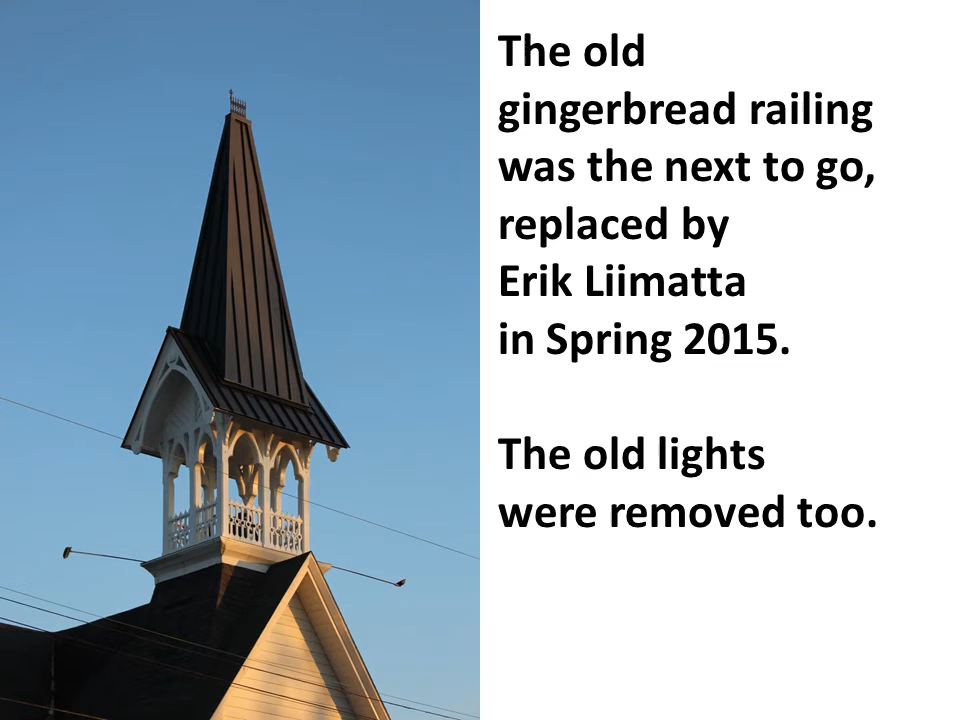 The old
gingerbread railing
was the next to go,
replaced by
Erik Liimatta
in Spring 2015.
The old lights
were removed too.